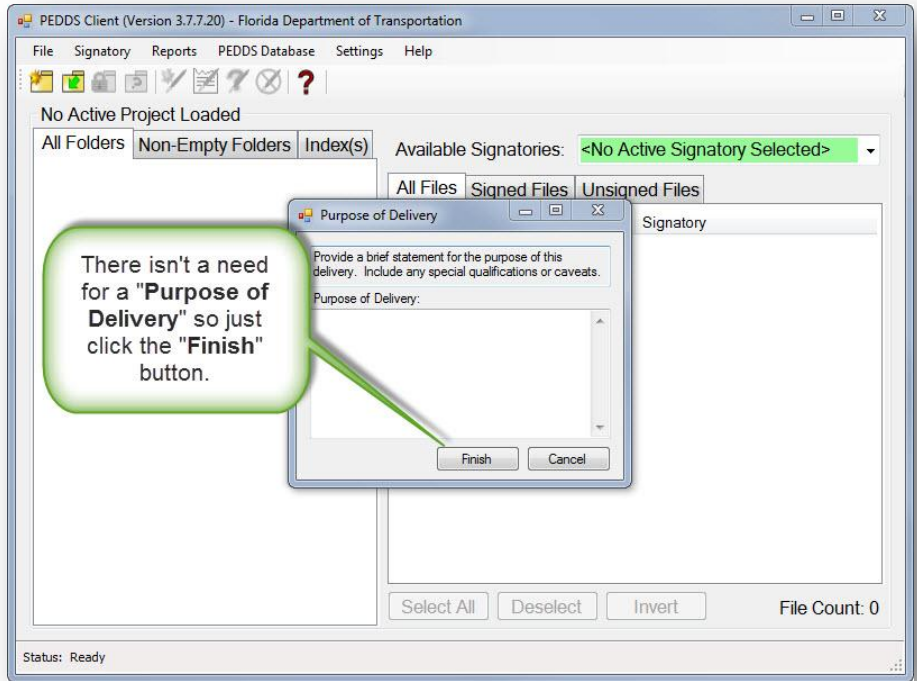 PEDDS Client (Version 3.7.7.20) - Florida Department of Transportation
File Signatory Reports PEDDS Database Settings Help
No Active Project Loaded
All Folders Non-Empty Folders Index(s)
Available Signatories: <No Active Signatory Selected>
All Files Signed Files Unsigned Files
Signatory
Purpose of Delivery
Provide a brief statement for the purpose of this
delivery. Include any special qualifications or caveats.
Purpose of Delivery:
There isn't a need
for a "Purpose of
Delivery" so just
click the "Finish"
button.
Finish Cancel
Select All Deselect Invert File Count: 0
Status: Ready